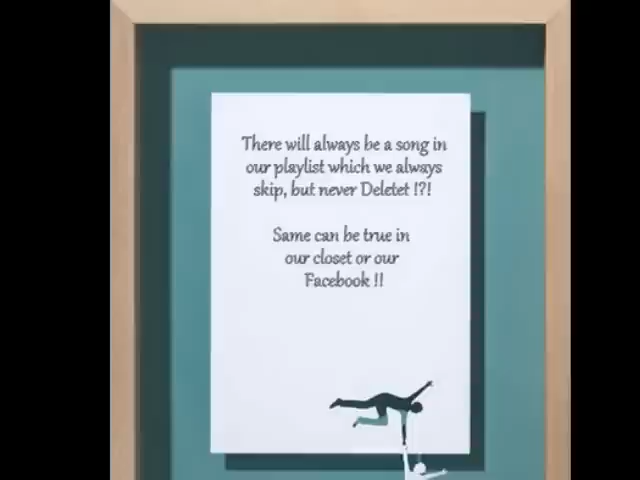 There will always be a song in
our playlist which we always
skip, but never Deletet !?!
Same can be true in
our closet or our
Facebook !!